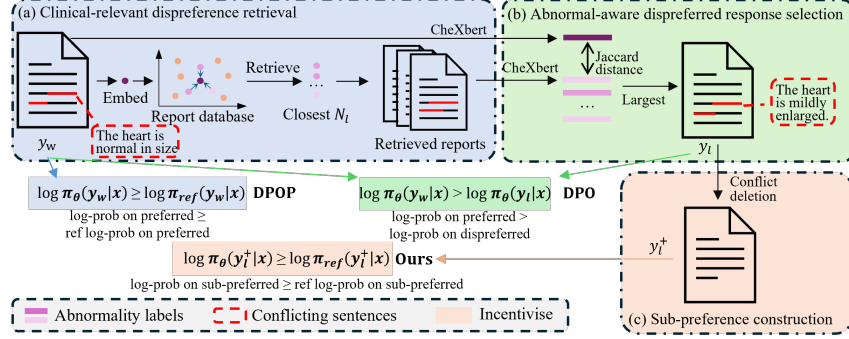 (a) Clinical-relevant dispreference retrieval
(b) Abnormal-aware dispreferred response selection
CheXbert
Embed
Report database
Retrieve
Closest N_l
Retrieved reports
The heart is
normal in size
y_w
CheXbert
Jaccard
distance
...
Largest
The heart
is mildly
enlarged.
y_l
log π_θ(y_w|x) ≥ log π_ref(y_w|x) DPOP
log-prob on preferred ≥
ref log-prob on preferred
log π_θ(y_w|x) > log π_θ(y_l|x) DPO
log-prob on preferred >
log-prob on dispreferred
Conflict
deletion
y_l^+
log π_θ(y_l^+|x) ≥ log π_ref(y_l^+|x) Ours
log-prob on sub-preferred ≥ ref log-prob on sub-preferred
(c) Sub-preference construction
Abnormality labels
Conflicting sentences
Incentivise